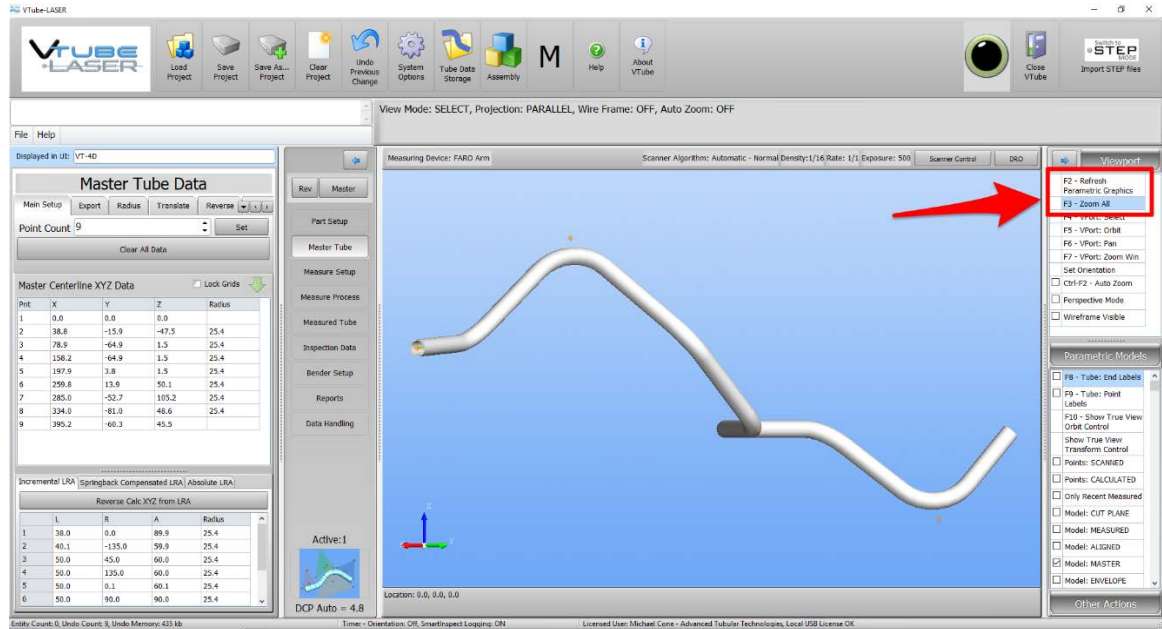 VTube-LASER
VTUBE
-LASER
Load
Project
Save
Project
Save As...
Project
Clear
Project
Undo
Previous
Change
System
Options
Tube Data
Storage
Assembly
M
Help
About
VTube
Close
VTube
Switch to
STEP
MODE
Import STEP files
View Mode: SELECT, Projection: PARALLEL, Wire Frame: OFF, Auto Zoom: OFF
File Help
Displayed in UI: VT-4D
Master Tube Data
Main Setup Export Radius Translate Reverse
Point Count 9 Set
Clear All Data
Master Centerline XYZ Data Lock Grids
Pnt X Y Z Radius
1 0.0 0.0 0.0
2 38.8 -15.9 -47.5 25.4
3 78.9 -64.9 1.5 25.4
4 158.2 -64.9 1.5 25.4
5 197.9 3.8 1.5 25.4
6 259.8 13.9 50.1 25.4
7 285.0 -52.7 105.2 25.4
8 334.0 -81.0 48.6 25.4
9 395.2 -60.3 45.5
Incremental LRA Springback Compensated LRA Absolute LRA
Reverse Calc XYZ from LRA
L R A Radius
1 38.0 0.0 89.9 25.4
2 40.1 -135.0 59.9 25.4
3 50.0 45.0 60.0 25.4
4 50.0 135.0 60.0 25.4
5 50.0 0.1 60.1 25.4
6 50.0 90.0 90.0 25.4
Rev Master
Part Setup
Master Tube
Measure Setup
Measure Process
Measured Tube
Inspection Data
Bender Setup
Reports
Data Handling
Active:1
DCP Auto = 4.8
Measuring Device: FARO Arm Scanner Algorithm: Automatic - Normal Density:1/16 Rate: 1/1 Exposure: 500 Scanner Control DRO
Z
Y
Location: 0.0, 0.0, 0.0
Viewport
F2 - Refresh
Parametric Graphics
F3 - Zoom All
F4 - VPort: Select
F5 - VPort: Orbit
F6 - VPort: Pan
F7 - VPort: Zoom Win
Set Orientation
Ctrl-F2 - Auto Zoom
Perspective Mode
Wireframe Visible
Parametric Models
F8 - Tube: End Labels
F9 - Tube: Point
Labels
F10 - Show True View
Orbit Control
Show True View
Transform Control
Points: SCANNED
Points: CALCULATED
Only Recent Measured
Model: CUT PLANE
Model: MEASURED
Model: ALIGNED
Model: MASTER
Model: ENVELOPE
Other Actions
Entity Count: 0, Undo Count: 9, Undo Memory: 435 kb Timer - Orientation: Off, SmartInspect Logging: ON Licensed User: Michael Cone - Advanced Tubular Technologies, Local USB License OK